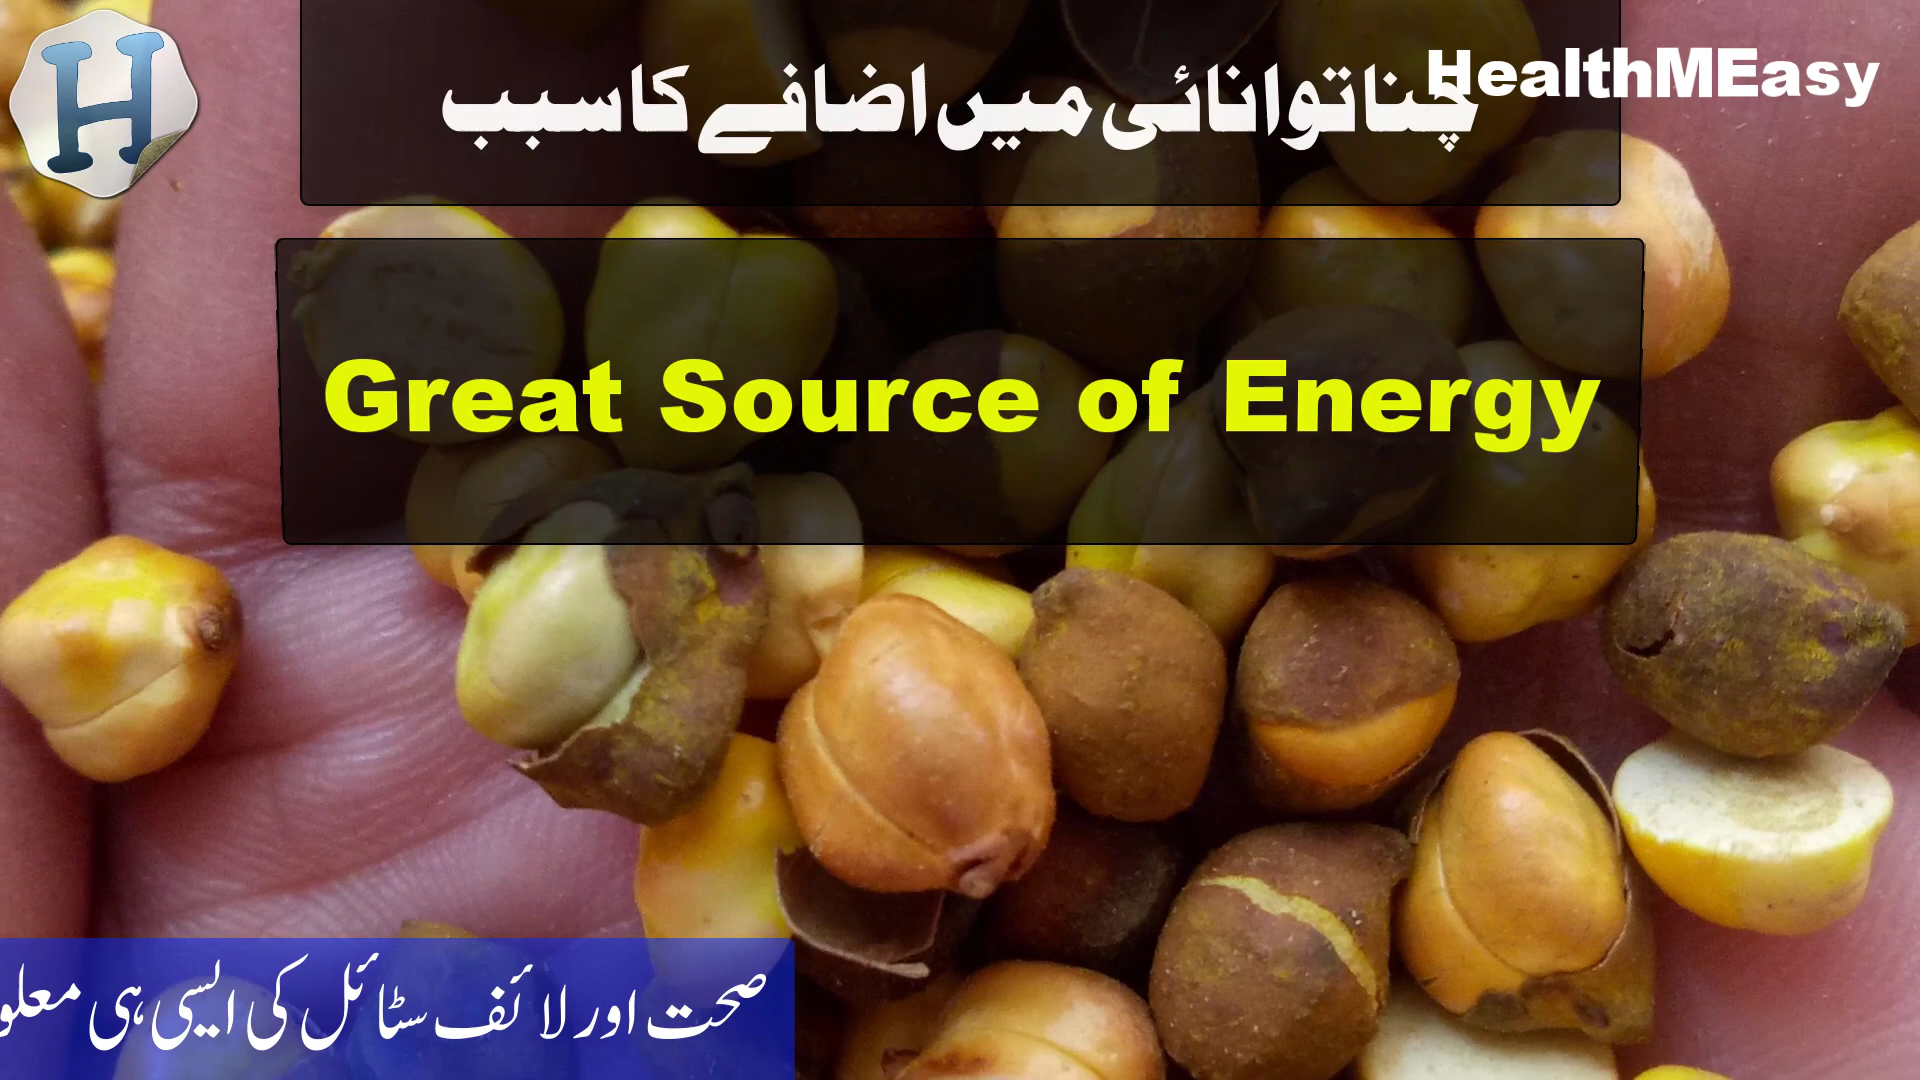 H
HealthMEasy
چنا توانائی میں اضافے کا سبب
Great Source of Energy
صحت اور لائف سٹائل کی ایسی ہی